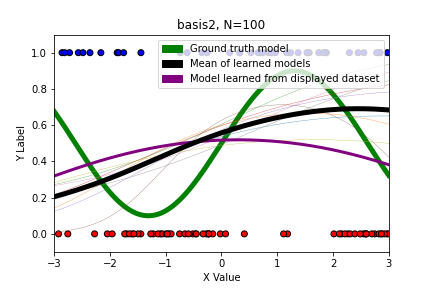 basis2, N=100
Ground truth model
Mean of learned models
Model learned from displayed dataset
Y Label
1.0
0.8
0.6
0.4
0.2
0.0
−3
−2
−1
0
1
2
3
X Value